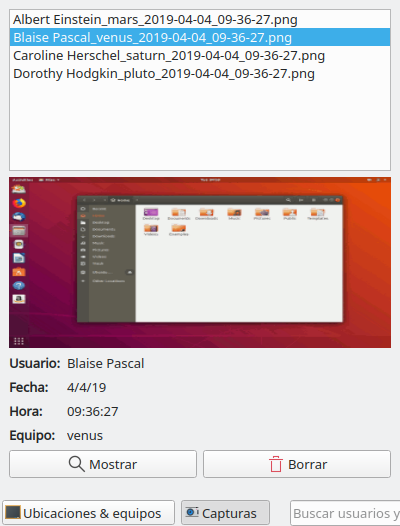 Albert Einstein_mars_2019-04-04_09-36-27.png
Blaise Pascal_venus_2019-04-04_09-36-27.png
Caroline Herschel_saturn_2019-04-04_09-36-27.png
Dorothy Hodgkin_pluto_2019-04-04_09-36-27.png
Usuario: Blaise Pascal
Fecha: 4/4/19
Hora: 09:36:27
Equipo: venus
Mostrar Borrar
Ubicaciones & equipos Capturas Buscar usuarios y